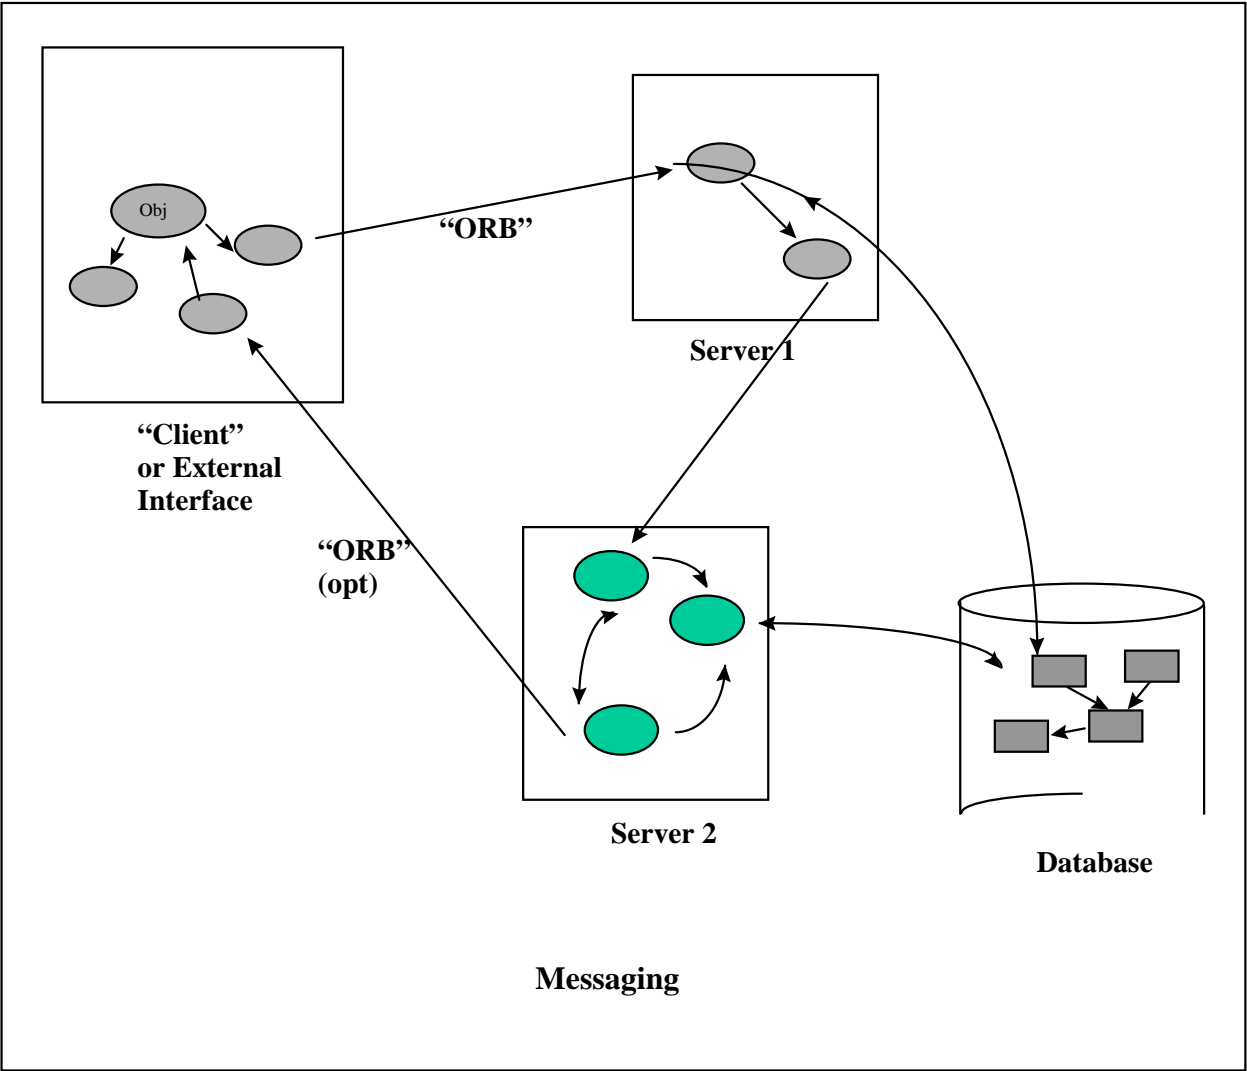 Obj
“ORB”
Server 1
“Client”
or External
Interface
“ORB”
(opt)
Server 2
Database
Messaging